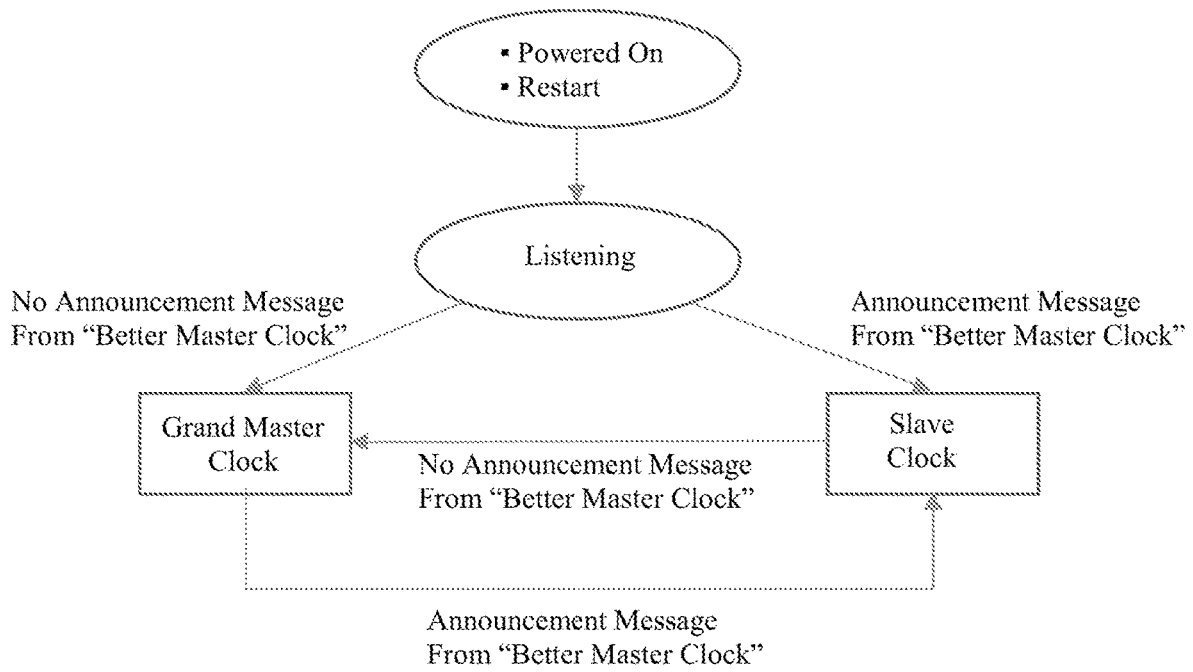 ▪ Powered On
▪ Restart
Listening
No Announcement Message
From “Better Master Clock”
Announcement Message
From “Better Master Clock”
Grand Master
Clock
Slave
Clock
No Announcement Message
From “Better Master Clock”
Announcement Message
From “Better Master Clock”